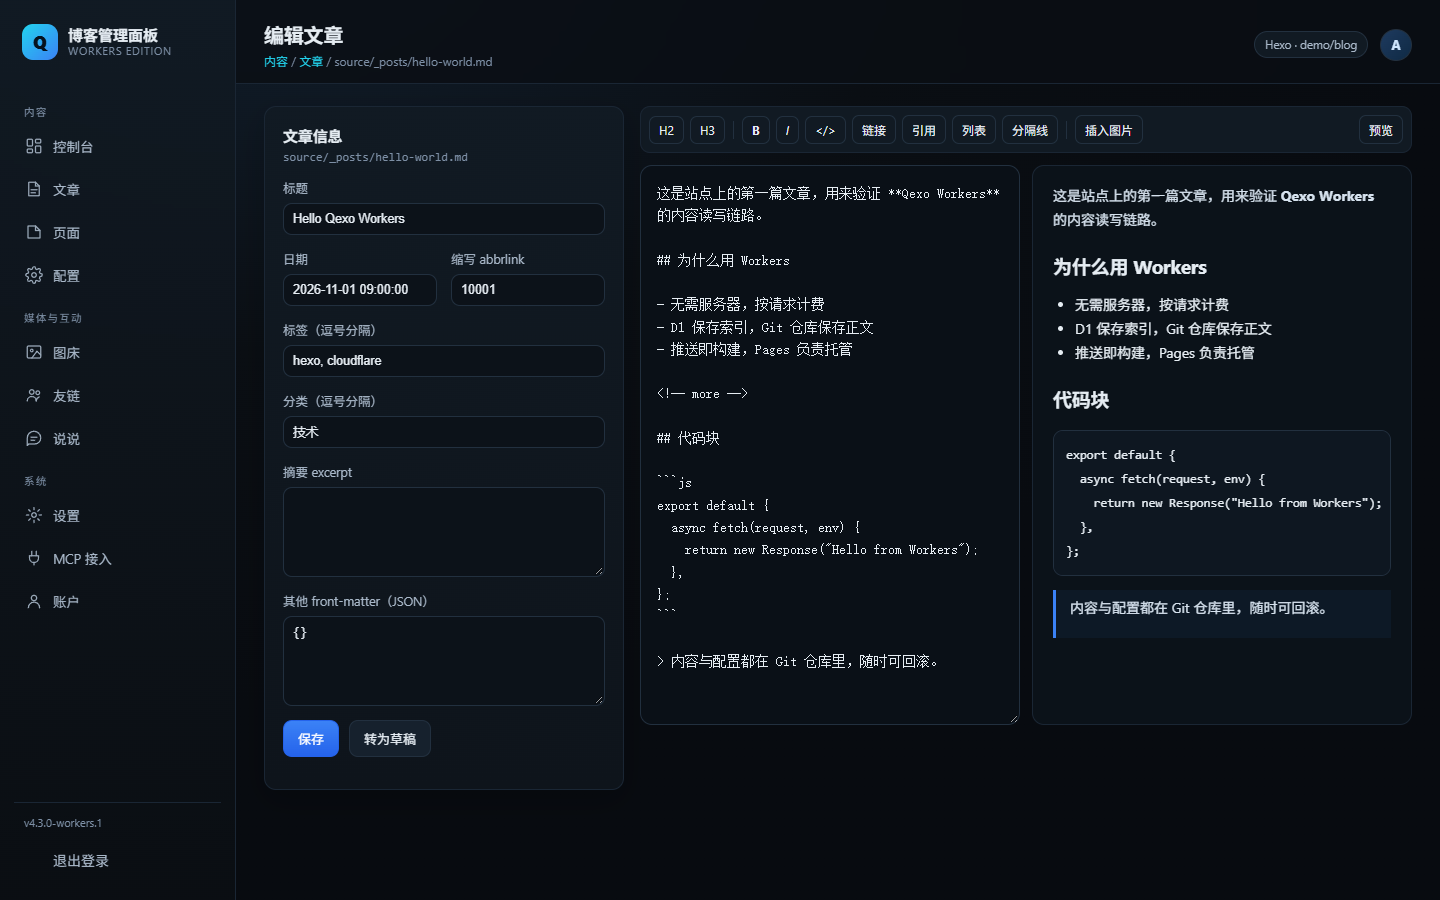 Q
博客管理面板
WORKERS EDITION
内容
控制台
文章
页面
配置
媒体与互动
图床
友链
说说
系统
设置
MCP 接入
账户
v4.3.0-workers.1
退出登录
编辑文章
内容 / 文章 / source/_posts/hello-world.md
Hexo · demo/blog
A
文章信息
source/_posts/hello-world.md
标题
Hello Qexo Workers
日期
缩写 abbrlink
2026-11-01 09:00:00
10001
标签（逗号分隔）
hexo, cloudflare
分类（逗号分隔）
技术
摘要 excerpt
其他 front-matter（JSON）
{}
保存
转为草稿
H2
H3
B
I
</>
链接
引用
列表
分隔线
插入图片
预览
这是站点上的第一篇文章，用来验证 **Qexo Workers**
的内容读写链路。
## 为什么用 Workers
- 无需服务器，按请求计费
- D1 保存索引，Git 仓库保存正文
- 推送即构建，Pages 负责托管
<!-- more -->
## 代码块
```js
export default {
  async fetch(request, env) {
    return new Response("Hello from Workers");
  },
};
```
> 内容与配置都在 Git 仓库里，随时可回滚。
这是站点上的第一篇文章，用来验证 Qexo Workers
的内容读写链路。
为什么用 Workers
• 无需服务器，按请求计费
• D1 保存索引，Git 仓库保存正文
• 推送即构建，Pages 负责托管
代码块
export default {
  async fetch(request, env) {
    return new Response("Hello from Workers");
  },
};
内容与配置都在 Git 仓库里，随时可回滚。